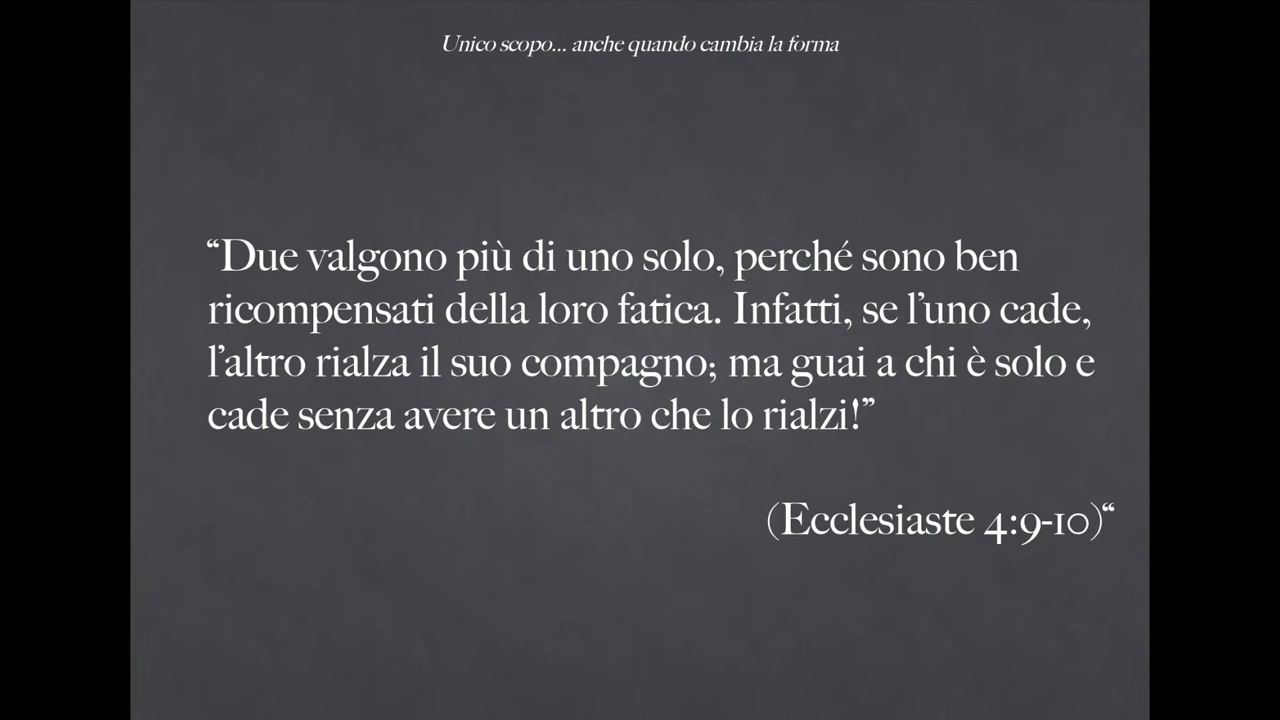 Unico scopo... anche quando cambia la forma
“Due valgono più di uno solo, perché sono ben
ricompensati della loro fatica. Infatti, se l’uno cade,
l’altro rialza il suo compagno; ma guai a chi è solo e
cade senza avere un altro che lo rialzi!”
(Ecclesiaste 4:9-10)“